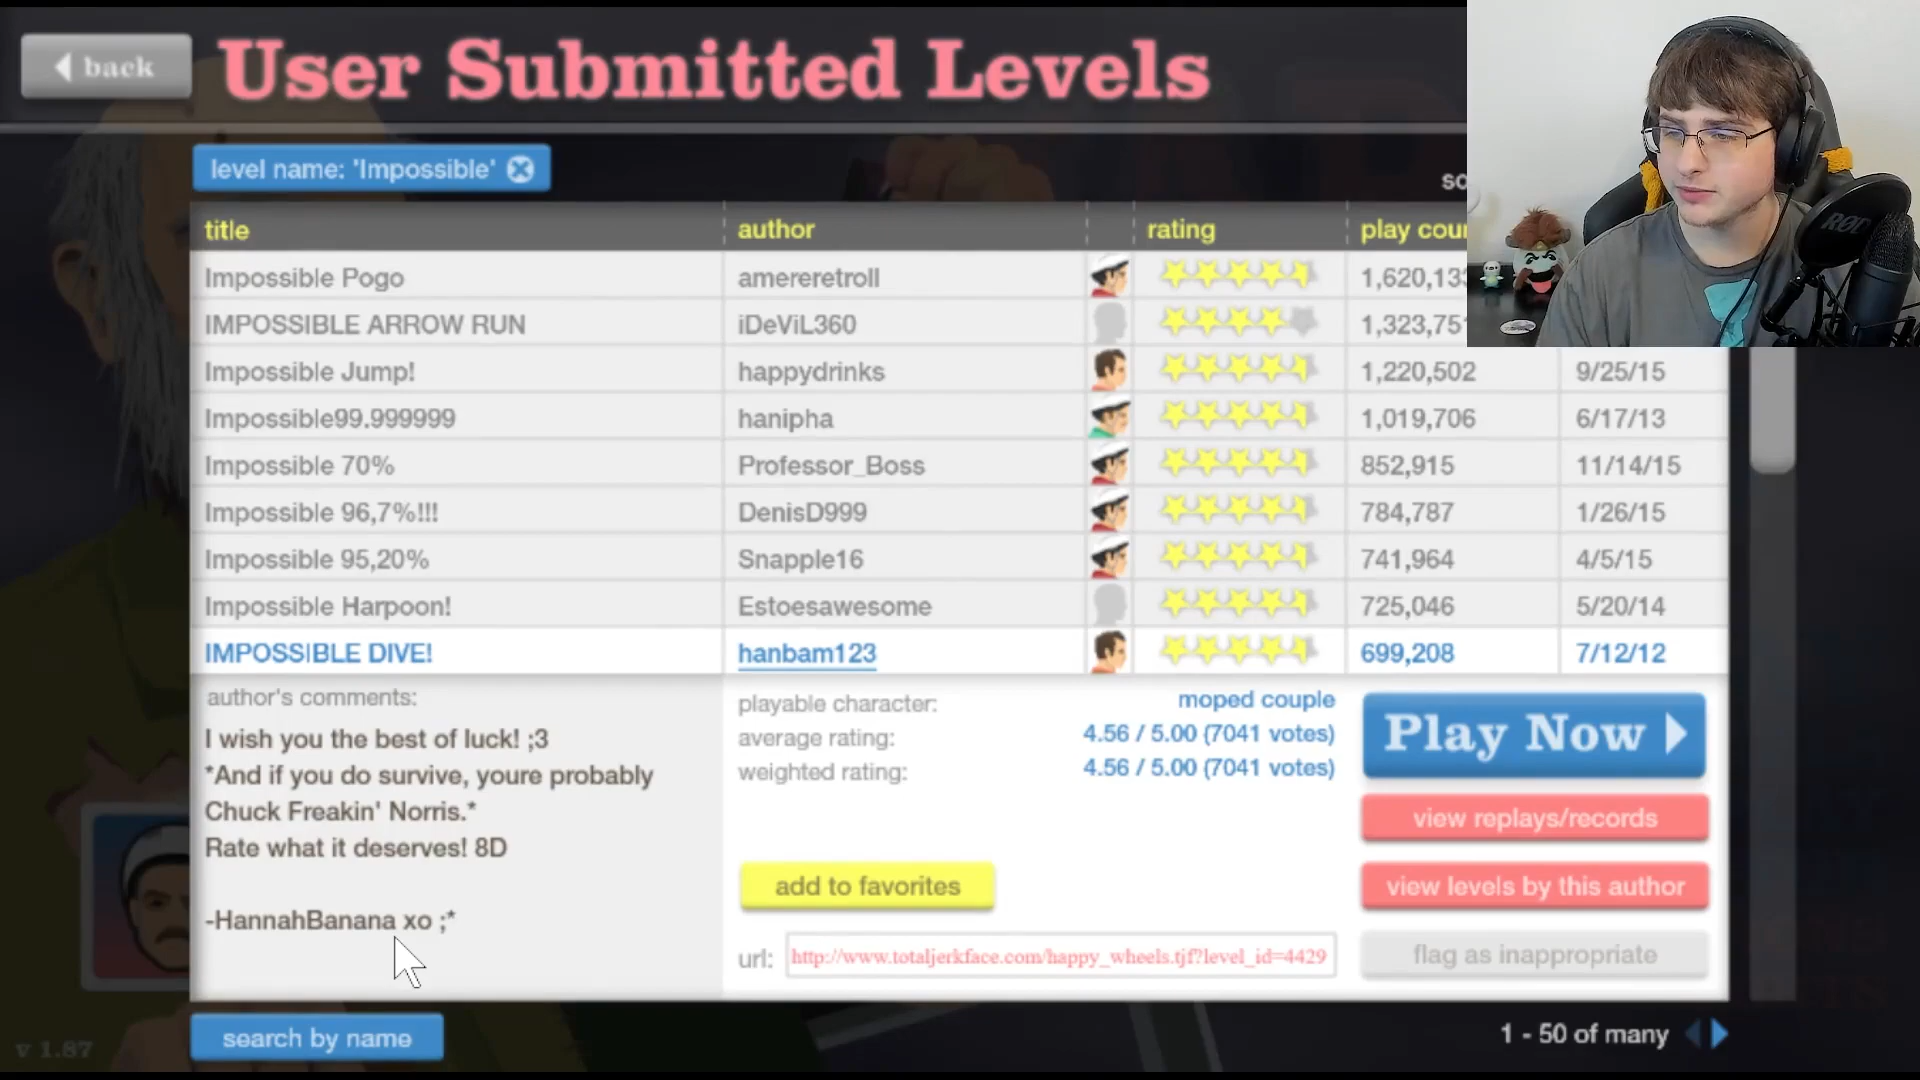 back
User Submitted Levels
level name: 'Impossible'
title author rating
Impossible Pogo amereretroll
IMPOSSIBLE ARROW RUN iDeViL360
Impossible Jump! happydrinks 1,220,502 9/25/15
Impossible99.999999 hanipha 1,019,706 6/17/13
Impossible 70% Professor_Boss 852,915 11/14/15
Impossible 96,7%!!! DenisD999 784,787 1/26/15
Impossible 95,20% Snapple16 741,964 4/5/15
Impossible Harpoon! Estoesawesome 725,046 5/20/14
IMPOSSIBLE DIVE! hanbam123 699,208 7/12/12
author's comments:
I wish you the best of luck! ;3
*And if you do survive, youre probably
Chuck Freakin' Norris.*
Rate what it deserves! 8D
-HannahBanana xo ;*
playable character: moped couple
average rating: 4.56 / 5.00 (7041 votes)
weighted rating: 4.56 / 5.00 (7041 votes)
add to favorites
url: http://www.totaljerkface.com/happy_wheels.tjf?level_id=4429
Play Now
view replays/records
view levels by this author
flag as inappropriate
search by name
1 - 50 of many
v 1.87
RØDE